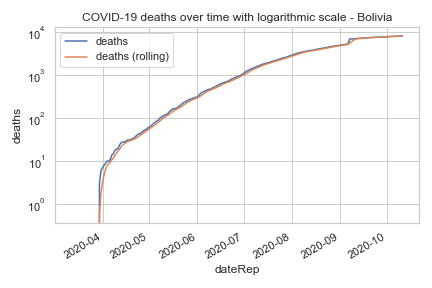 COVID-19 deaths over time with logarithmic scale - Bolivia
deaths
deaths (rolling)
10^4
10^3
10^2
10^1
10^0
deaths
2020-04
2020-05
2020-06
2020-07
2020-08
2020-09
2020-10
dateRep